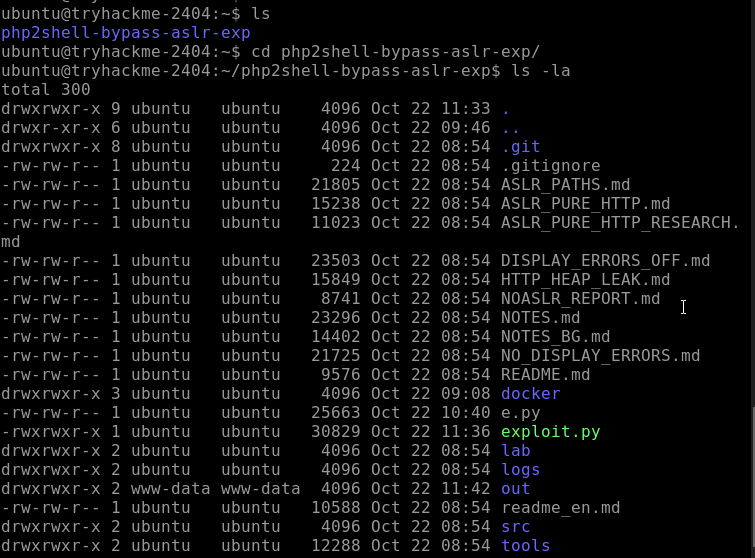 ubuntu@tryhackme-2404:~$ ls
php2shell-bypass-aslr-exp
ubuntu@tryhackme-2404:~$ cd php2shell-bypass-aslr-exp/
ubuntu@tryhackme-2404:~/php2shell-bypass-aslr-exp$ ls -la
total 300
drwxrwxr-x 9 ubuntu   ubuntu    4096 Oct 22 11:33 .
drwxr-xr-x 6 ubuntu   ubuntu    4096 Oct 22 09:46 ..
drwxrwxr-x 8 ubuntu   ubuntu    4096 Oct 22 08:54 .git
-rw-rw-r-- 1 ubuntu   ubuntu     224 Oct 22 08:54 .gitignore
-rw-rw-r-- 1 ubuntu   ubuntu   21805 Oct 22 08:54 ASLR_PATHS.md
-rw-rw-r-- 1 ubuntu   ubuntu   15238 Oct 22 08:54 ASLR_PURE_HTTP.md
-rw-rw-r-- 1 ubuntu   ubuntu   11023 Oct 22 08:54 ASLR_PURE_HTTP_RESEARCH.
md
-rw-rw-r-- 1 ubuntu   ubuntu   23503 Oct 22 08:54 DISPLAY_ERRORS_OFF.md
-rw-rw-r-- 1 ubuntu   ubuntu   15849 Oct 22 08:54 HTTP_HEAP_LEAK.md
-rw-rw-r-- 1 ubuntu   ubuntu    8741 Oct 22 08:54 NOASLR_REPORT.md
-rw-rw-r-- 1 ubuntu   ubuntu   23296 Oct 22 08:54 NOTES.md
-rw-rw-r-- 1 ubuntu   ubuntu   14402 Oct 22 08:54 NOTES_BG.md
-rw-rw-r-- 1 ubuntu   ubuntu   21725 Oct 22 08:54 NO_DISPLAY_ERRORS.md
-rw-rw-r-- 1 ubuntu   ubuntu    9576 Oct 22 08:54 README.md
drwxrwxr-x 3 ubuntu   ubuntu    4096 Oct 22 09:08 docker
-rw-rw-r-- 1 ubuntu   ubuntu   25663 Oct 22 10:40 e.py
-rwxrwxr-x 1 ubuntu   ubuntu   30829 Oct 22 11:36 exploit.py
drwxrwxr-x 2 ubuntu   ubuntu    4096 Oct 22 08:54 lab
drwxrwxr-x 2 ubuntu   ubuntu    4096 Oct 22 08:54 logs
drwxrwxr-x 2 www-data www-data  4096 Oct 22 11:42 out
-rw-rw-r-- 1 ubuntu   ubuntu   10588 Oct 22 08:54 readme_en.md
drwxrwxr-x 2 ubuntu   ubuntu    4096 Oct 22 08:54 src
drwxrwxr-x 2 ubuntu   ubuntu   12288 Oct 22 08:54 tools